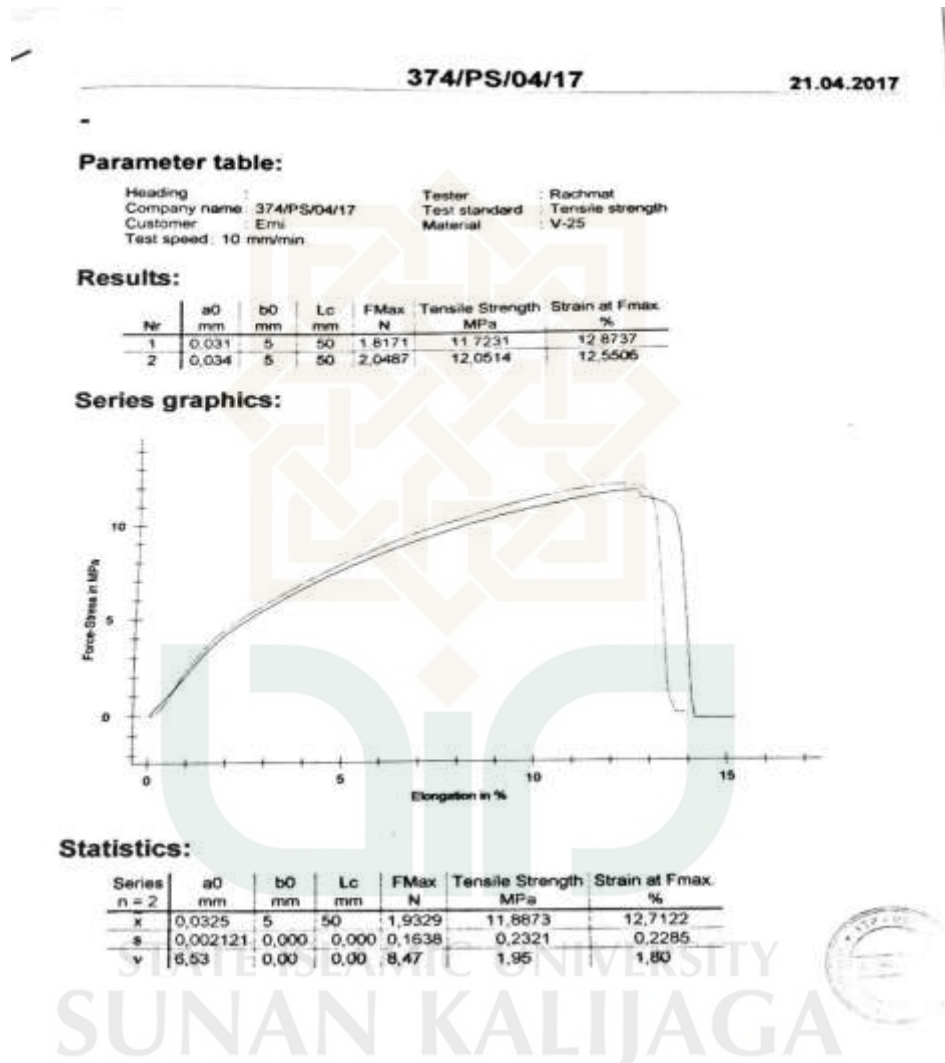 374/PS/04/17 21.04.2017
-
Parameter table:
Heading : Tester : Rachmat
Company name : 374/PS/04/17 Test standard : Tensile strength
Customer : Erni Material : V-25
Test speed : 10 mm/min
Results:
a0 b0 Lc FMax Tensile Strength Strain at Fmax.
Nr mm mm mm N MPa %
1 0,031 5 50 1,8171 11,7231 12,8737
2 0,034 5 50 2,0487 12,0514 12,5506
Series graphics:
10
5
0
Force-Stress in MPa
0 5 10 15
Elongation in %
Statistics:
Series a0 b0 Lc FMax Tensile Strength Strain at Fmax.
n = 2 mm mm mm N MPa %
x̄ 0,0325 5 50 1,9329 11,8873 12,7122
s 0,002121 0,000 0,000 0,1638 0,2321 0,2285
v 6,53 0,00 0,00 8,47 1,95 1,80
STATE ISLAMIC UNIVERSITY
SUNAN KALIJAGA